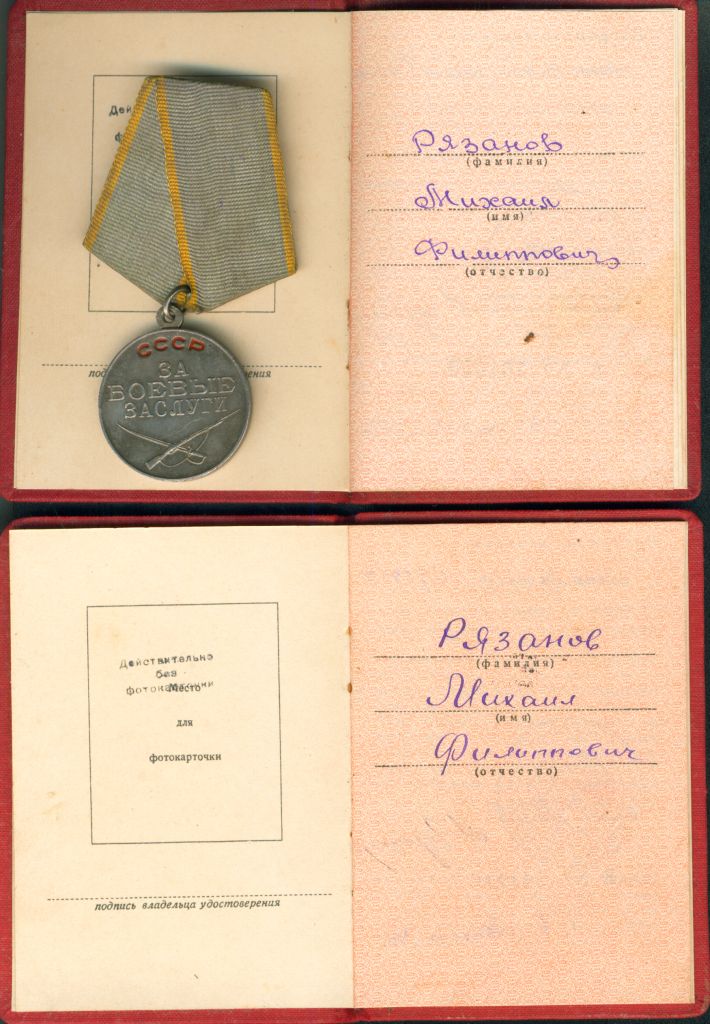 Рязанов
(фамилия)
Михаил
(имя)
Филиппович
(отчество)
СССР
ЗА
БОЕВЫЕ
ЗАСЛУГИ
Действительно
без
фотокарточки
Место
для
фотокарточки
подпись владельца удостоверения
Рязанов
(фамилия)
Михаил
(имя)
Филиппович
(отчество)